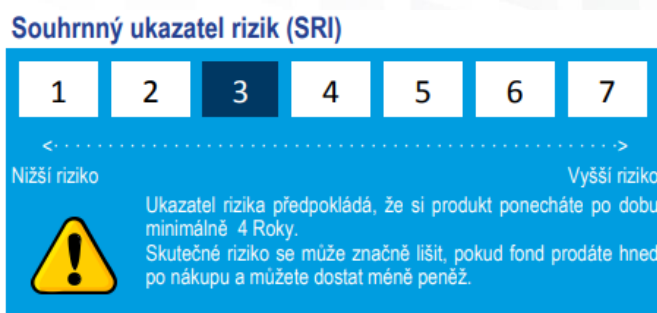 Souhrnný ukazatel rizik (SRI)
1 2 3 4 5 6 7
Nižší riziko Vyšší riziko
Ukazatel rizika předpokládá, že si produkt ponecháte po dobu
minimálně 4 Roky.
Skutečné riziko se může značně lišit, pokud fond prodáte hned
po nákupu a můžete dostat méně peněž.